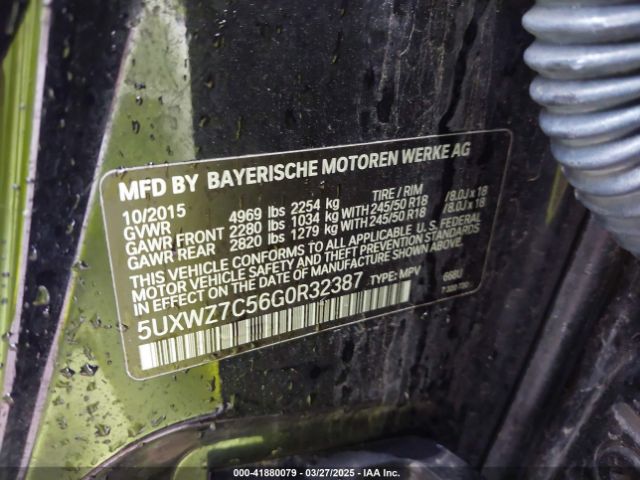 MFD BY BAYERISCHE MOTOREN WERKE AG
10/2015 4969 lbs 2254 kg TIRE / RIM
GVWR
GAWR FRONT 2280 lbs 1034 kg WITH 245/50 R18 /8.0J x 18
GAWR REAR 2820 lbs 1279 kg WITH 245/50 R18 /8.0J x 18
THIS VEHICLE CONFORMS TO ALL APPLICABLE U.S. FEDERAL
MOTOR VEHICLE SAFETY AND THEFT PREVENTION STANDARDS
IN EFFECT ON THE DATE OF MANUFACTURE SHOWN ABOVE.
5UXWZ7C56G0R32387 TYPE: MPV 668U
000-41880079 — 03/27/2025 — IAA Inc.